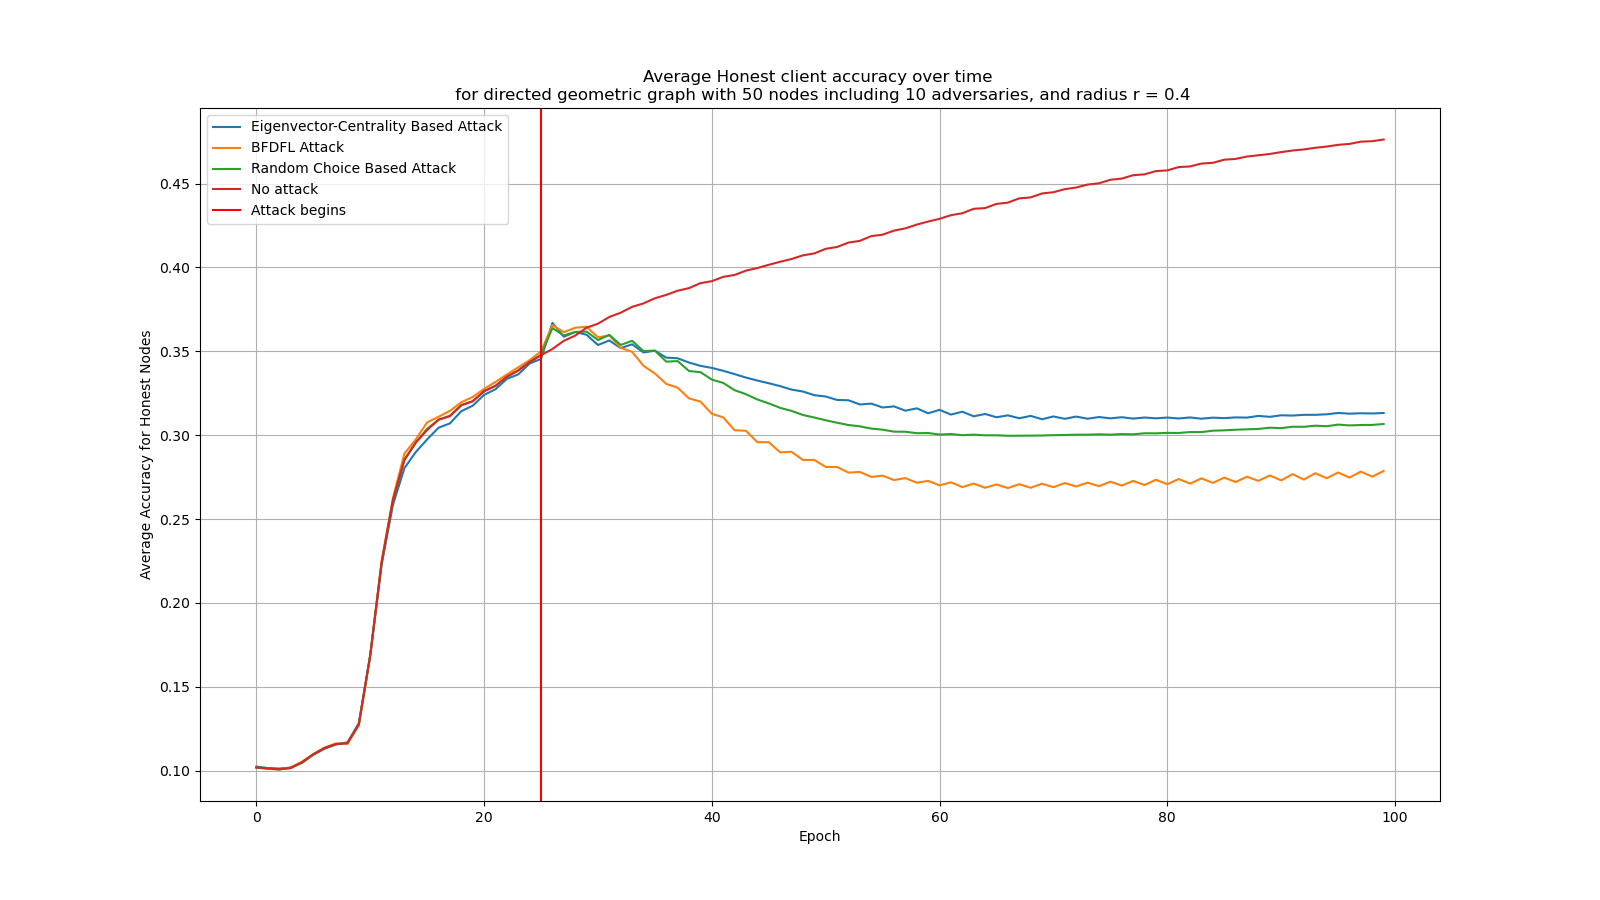 Average Honest client accuracy over time
for directed geometric graph with 50 nodes including 10 adversaries, and radius r = 0.4
Eigenvector-Centrality Based Attack
BFDFL Attack
Random Choice Based Attack
No attack
Attack begins
Average Accuracy for Honest Nodes
0.45
0.40
0.35
0.30
0.25
0.20
0.15
0.10
0 20 40 60 80 100
Epoch